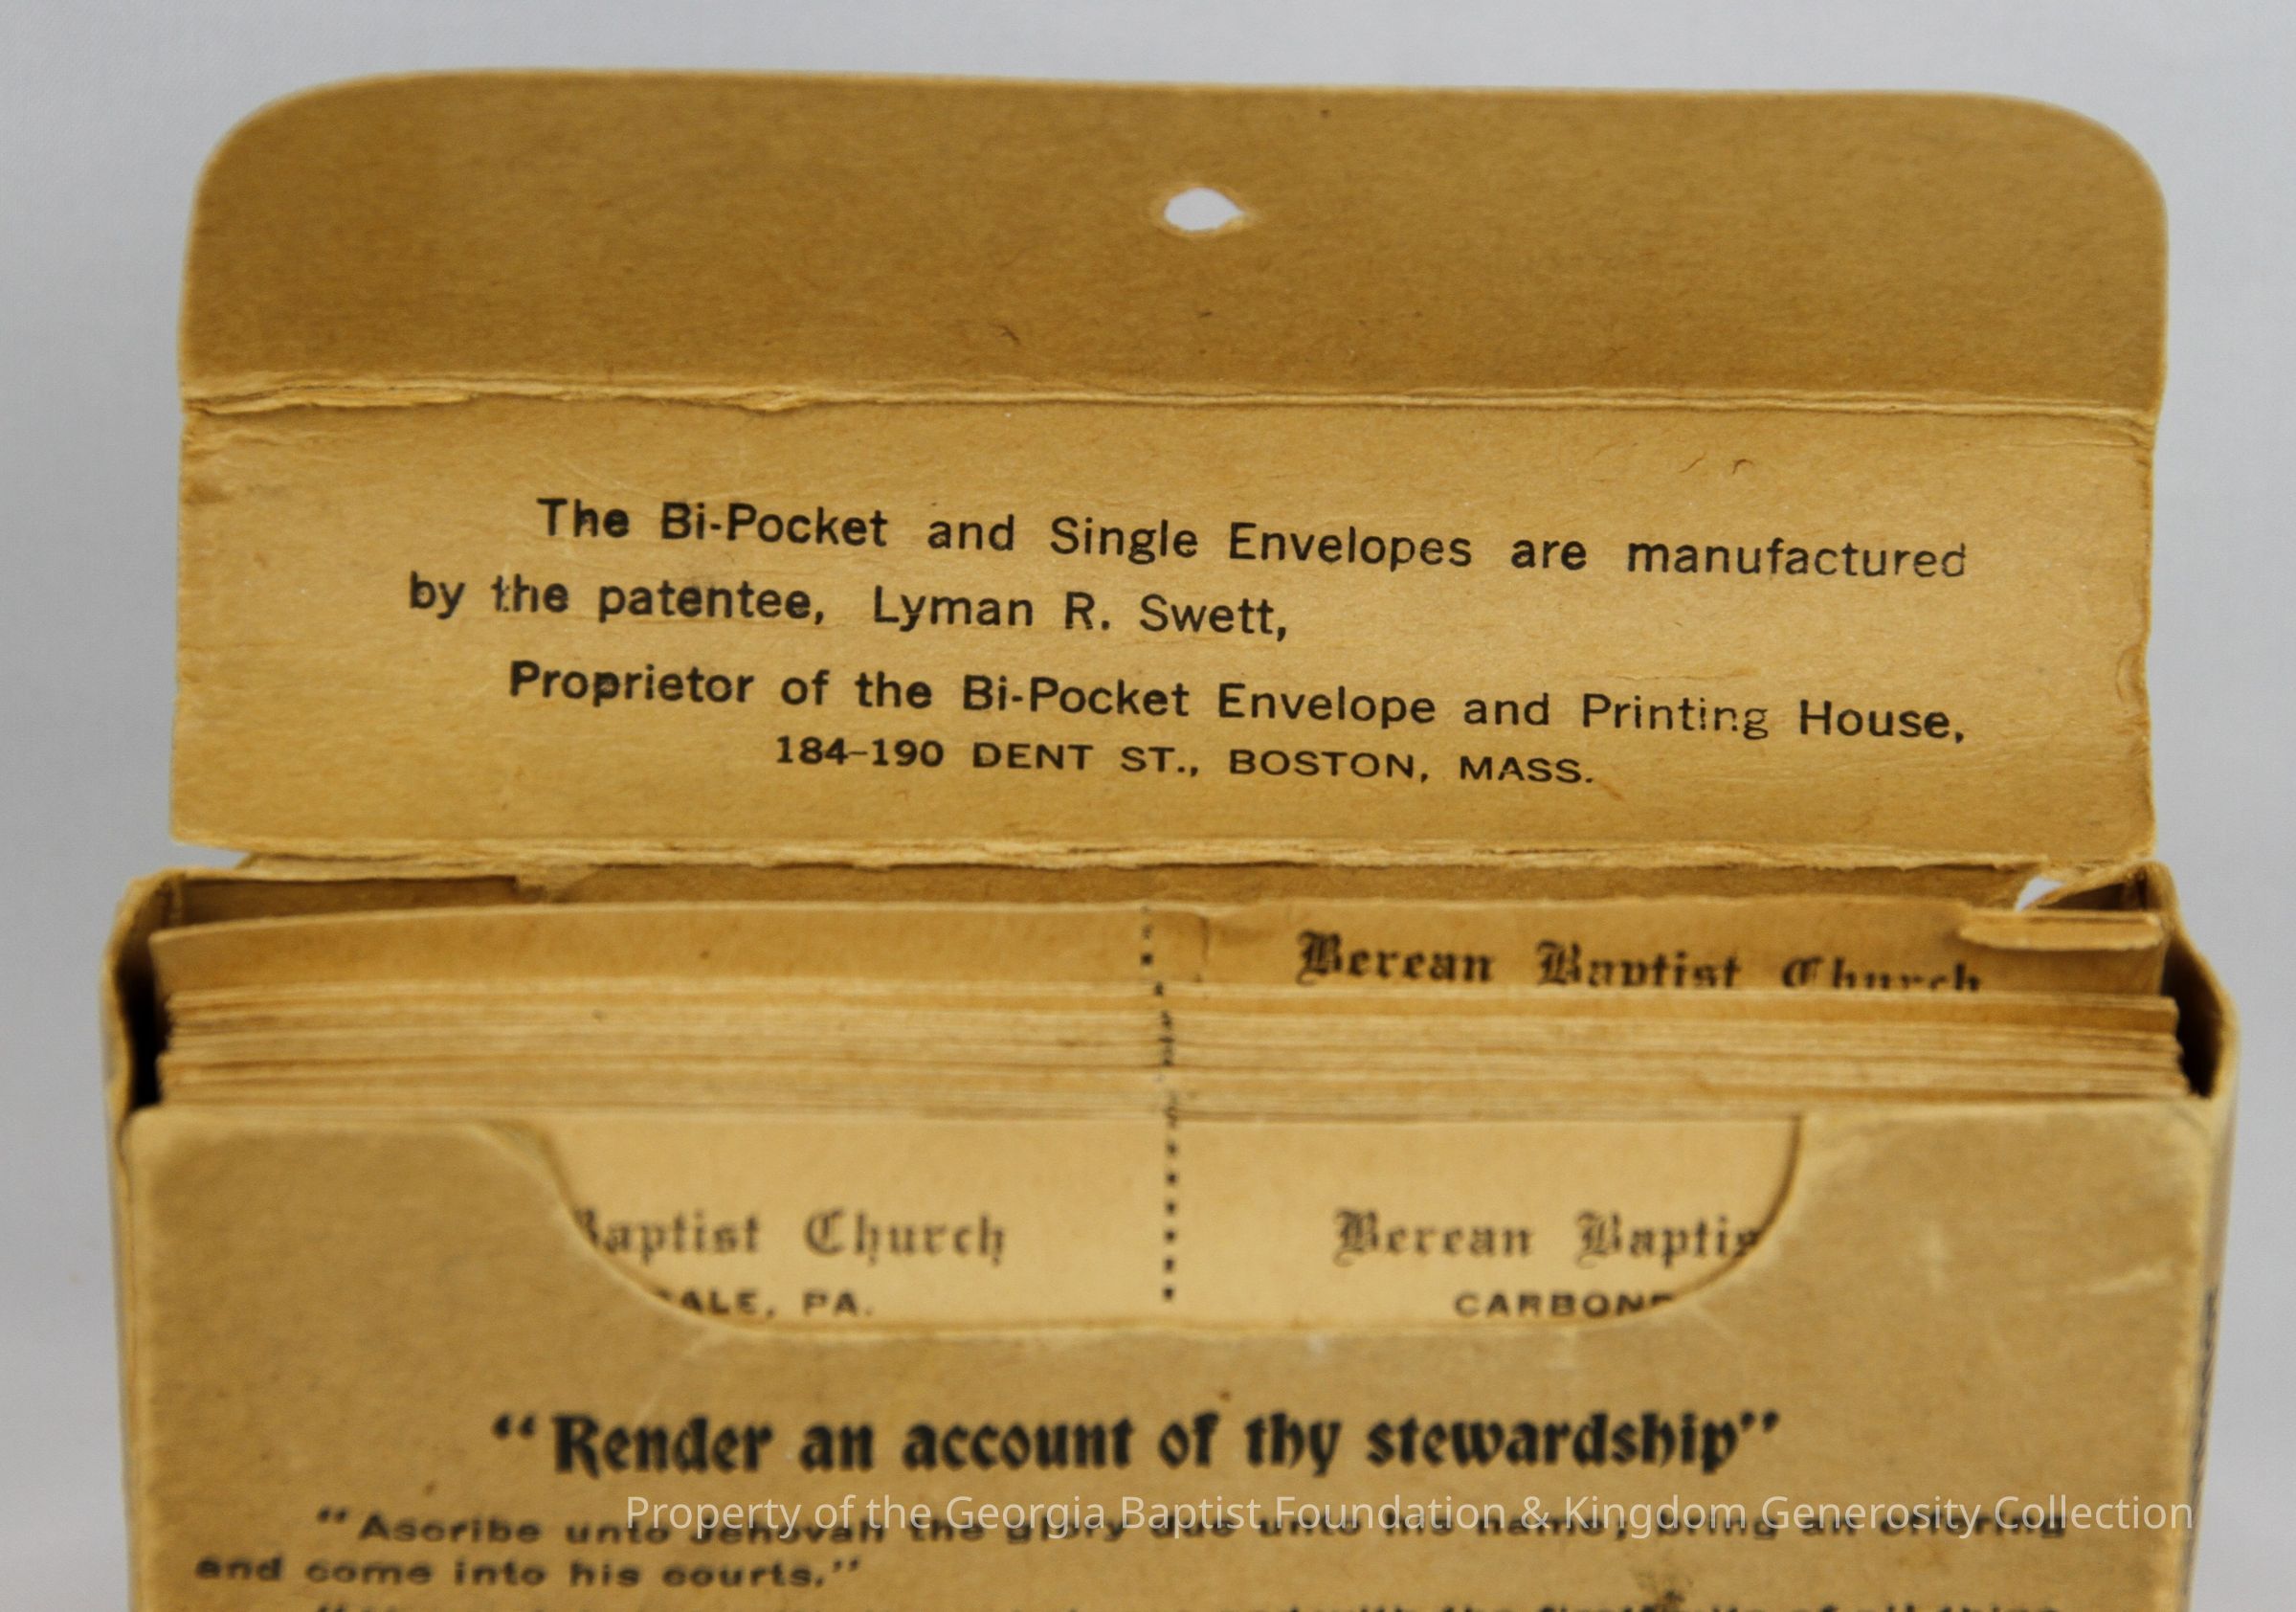 The Bi-Pocket and Single Envelopes are manufactured
by the patentee, Lyman R. Swett,
Proprietor of the Bi-Pocket Envelope and Printing House,
184-190 DENT ST., BOSTON, MASS.
Berean Baptist Church
Baptist Church
Berean Baptis
ALE, PA.
CARBON
"Render an account of thy stewardship"
Property of the Georgia Baptist Foundation & Kingdom Generosity Collection
"Ascribe unto Jehovah the glory due unto his name; bring an offering
and come into his courts."